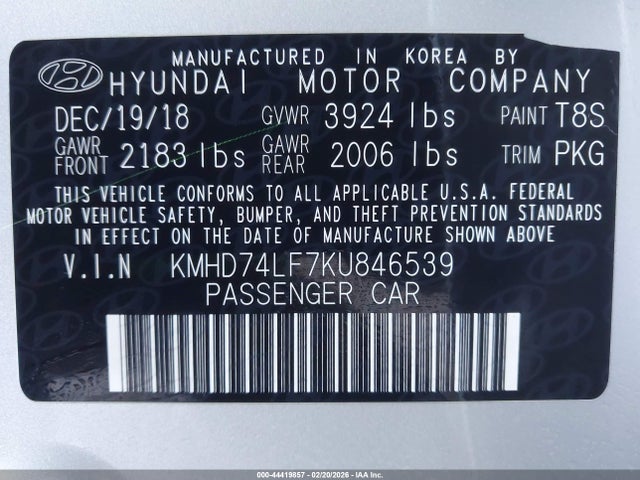 MANUFACTURED IN KOREA BY
HYUNDAI MOTOR COMPANY
DEC/19/18 GVWR 3924 lbs PAINT T8S
GAWR FRONT 2183 lbs GAWR REAR 2006 lbs TRIM PKG
THIS VEHICLE CONFORMS TO ALL APPLICABLE U.S.A. FEDERAL
MOTOR VEHICLE SAFETY, BUMPER, AND THEFT PREVENTION STANDARDS
IN EFFECT ON THE DATE OF MANUFACTURE SHOWN ABOVE
V.I.N KMHD74LF7KU846539
PASSENGER CAR
000-44419857 - 02/20/2026 - IAA, Inc.